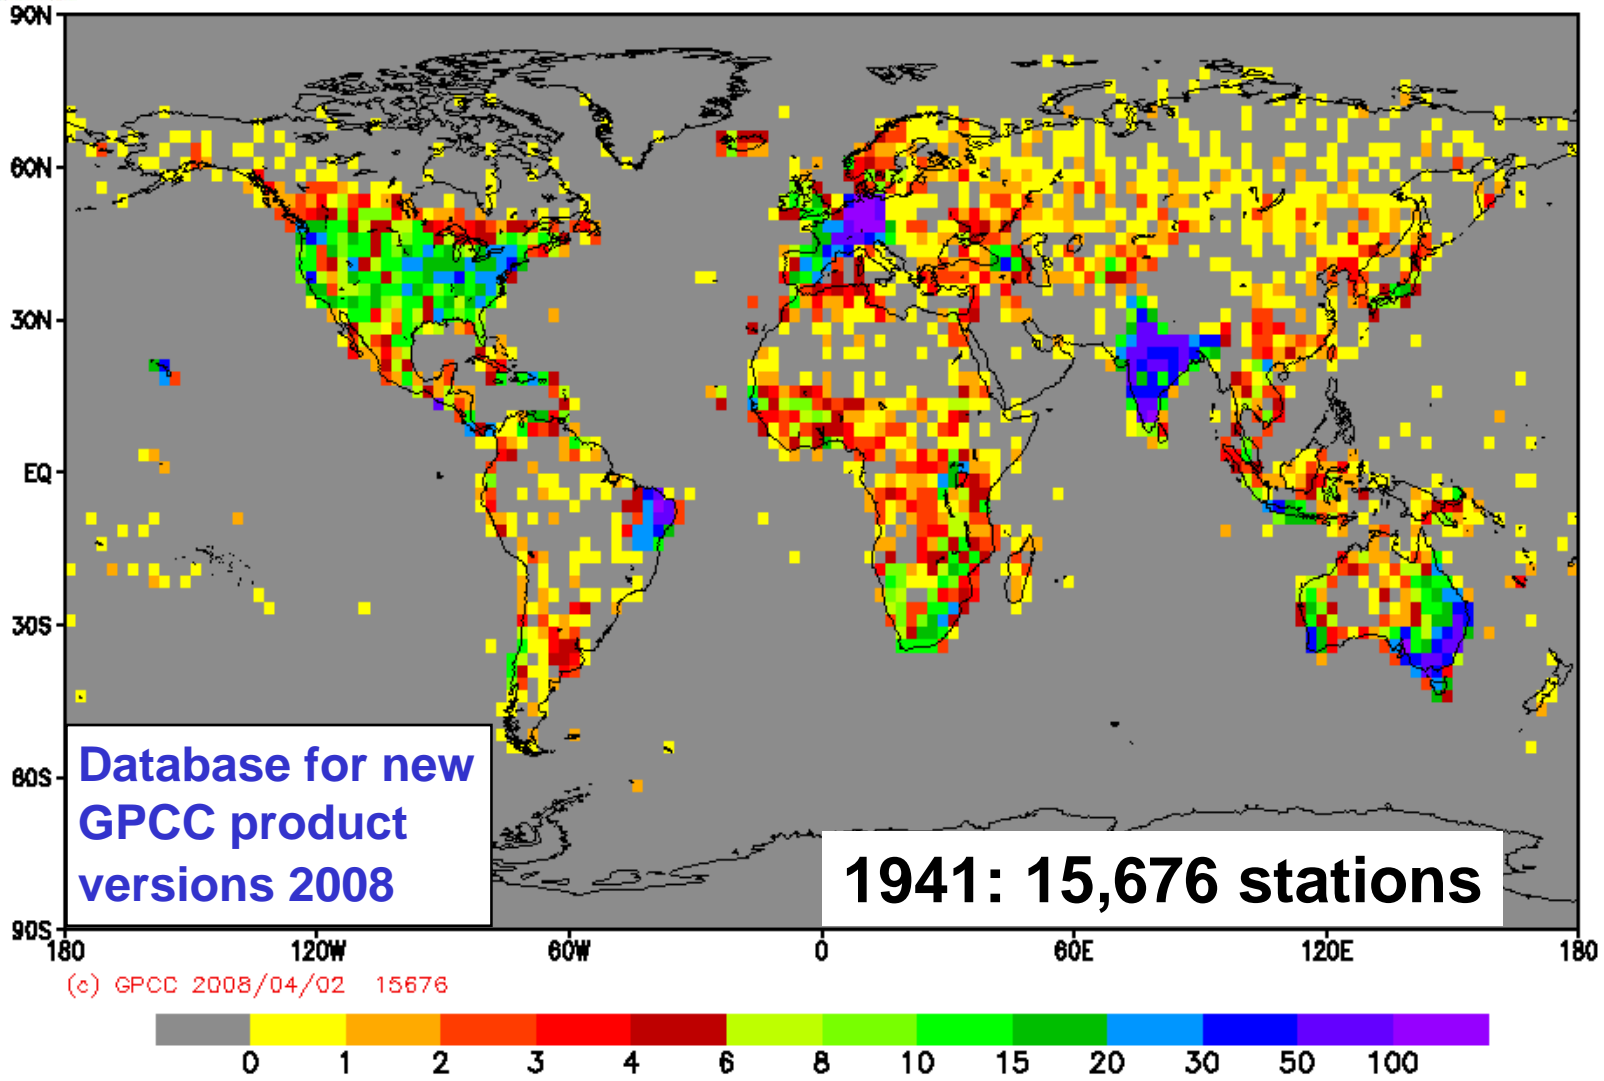 90N
60N
30N
EQ
30S
60S
90S
180 120W 60W 0 60E 120E 180
Database for new
GPCC product
versions 2008
1941: 15,676 stations
(c) GPCC 2008/04/02 15676
0 1 2 3 4 6 8 10 15 20 30 50 100